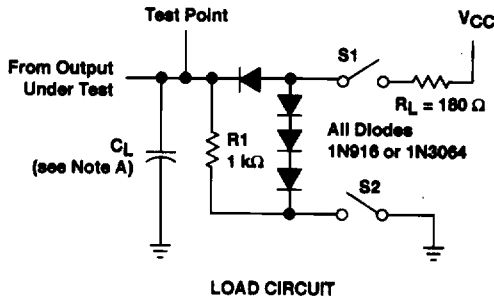 Test Point
VCC
S1
From Output
Under Test
RL = 180 Ω
CL
(see Note A)
R1
1 kΩ
All Diodes
1N916 or 1N3064
S2
LOAD CIRCUIT